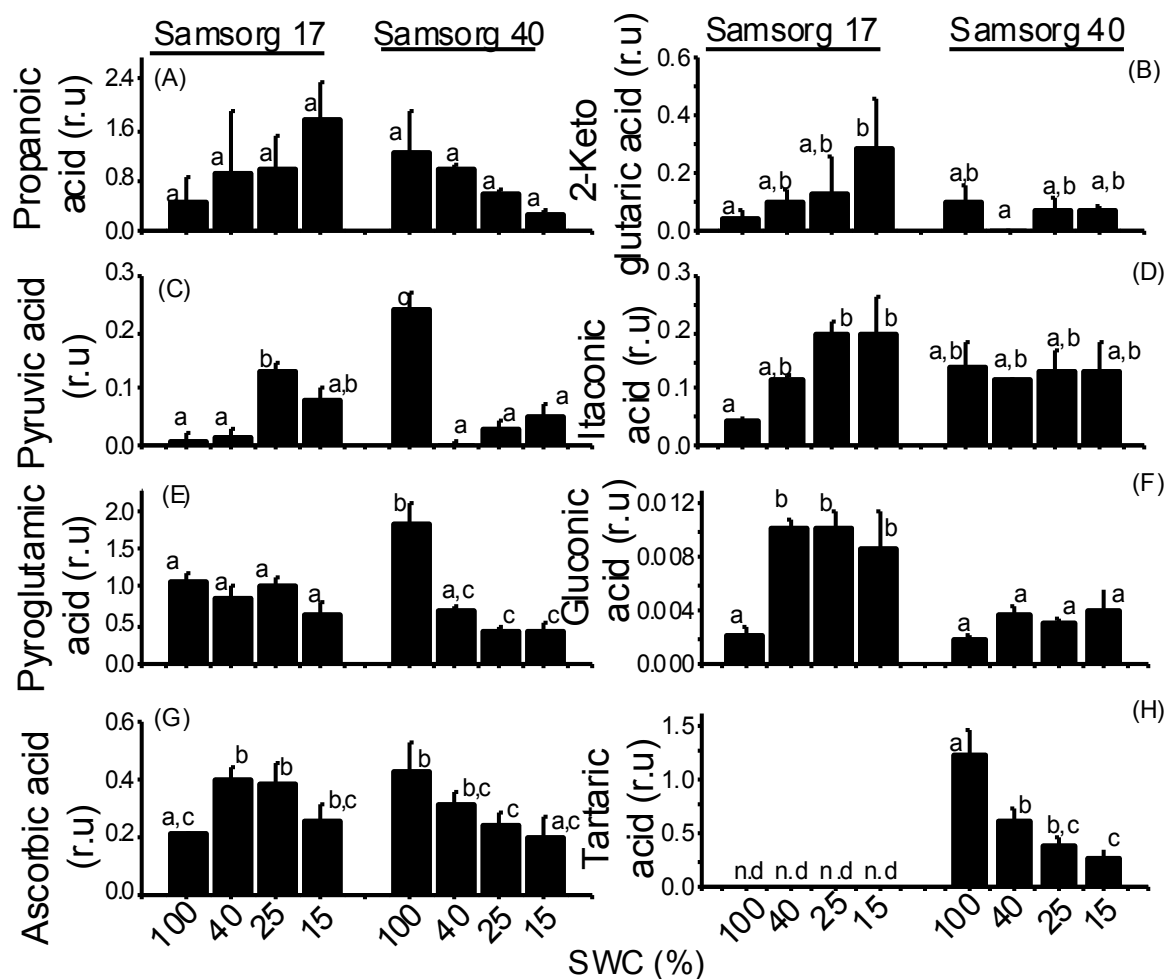 Samsorg 17 Samsorg 40 Samsorg 17 Samsorg 40
Propanoic
acid (r.u)
(A)
2.4
1.6
0.8
0.0
a a a a a a a a
2-Keto
glutaric acid (r.u)
(B)
0.6
0.4
0.2
0.0
a a,b a,b b a,b a a,b a,b
Pyruvic acid
(r.u)
(C)
0.3
0.2
0.1
0.0
a a b a,b c a a a
Itaconic
acid (r.u)
(D)
0.3
0.2
0.1
0.0
a a,b b b a,b a,b a,b a,b
Pyroglutamic
acid (r.u)
(E)
2.0
1.5
1.0
0.5
0.0
a a a a b a,c c c
Gluconic
acid (r.u)
(F)
0.012
0.008
0.004
0.000
a b b b a a a a
Ascorbic acid
(r.u)
(G)
0.6
0.4
0.2
0.0
a,c b b b,c b b,c c a,c
Tartaric
acid (r.u)
(H)
1.5
1.0
0.5
0.0
n.d n.d n.d n.d a b b,c c
100 40 25 15 100 40 25 15 100 40 25 15 100 40 25 15
SWC (%)